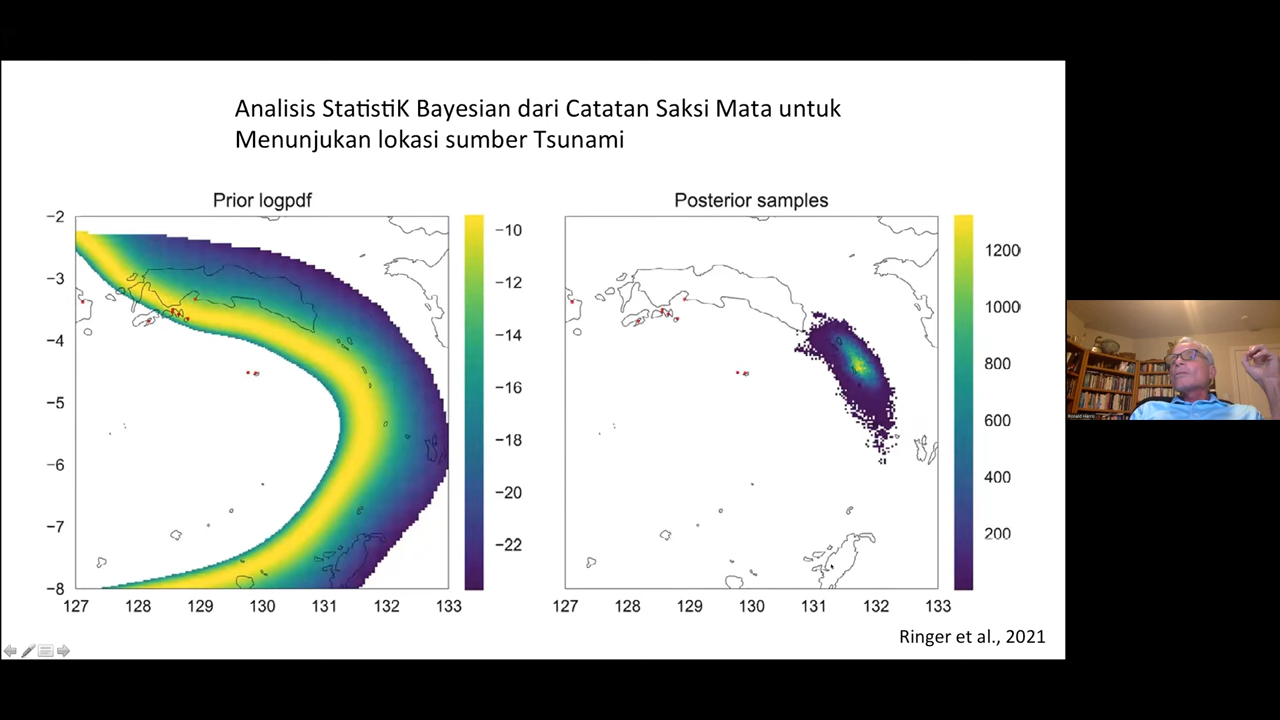 Analisis StatistiK Bayesian dari Catatan Saksi Mata untuk
Menunjukan lokasi sumber Tsunami
Prior logpdf
−2
−3
−4
−5
−6
−7
−8
127 128 129 130 131 132 133
−10
−12
−14
−16
−18
−20
−22
Posterior samples
127 128 129 130 131 132 133
1200
1000
800
600
400
200
Ringer et al., 2021